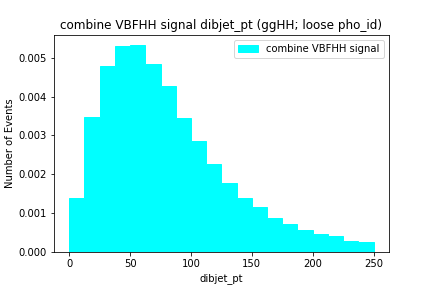 combine VBFHH signal dibjet_pt (ggHH; loose pho_id)
combine VBFHH signal
Number of Events
0.005
0.004
0.003
0.002
0.001
0.000
0 50 100 150 200 250
dibjet_pt